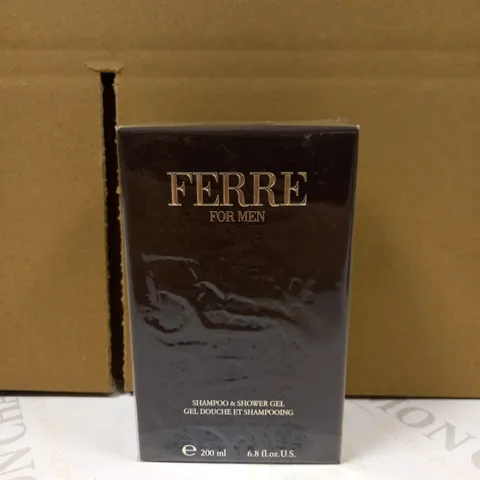 FERRE
FOR MEN
SHAMPOO & SHOWER GEL
GEL DOUCHE ET SHAMPOOING
e 200 ml 6.8 fl.oz.U.S.